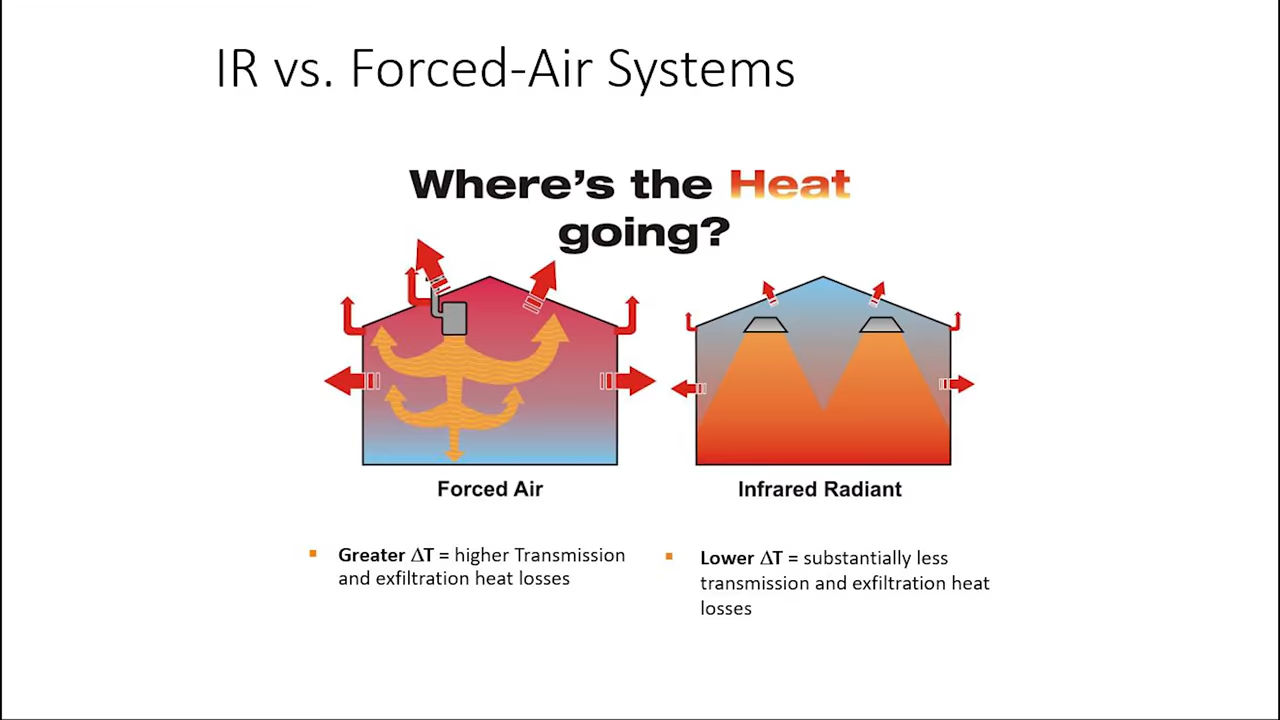 IR vs. Forced-Air Systems
Where's the Heat
going?
Forced Air
Infrared Radiant
▪ Greater ΔT = higher Transmission
and exfiltration heat losses
▪ Lower ΔT = substantially less
transmission and exfiltration heat
losses